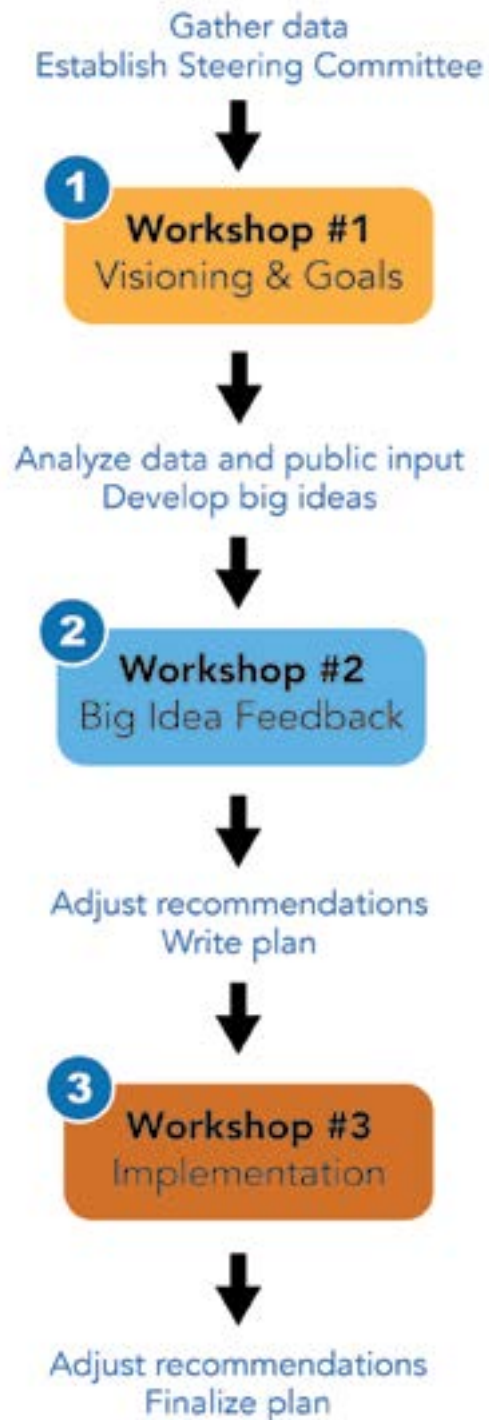 Gather data
Establish Steering Committee
1
Workshop #1
Visioning & Goals
Analyze data and public input
Develop big ideas
2
Workshop #2
Big Idea Feedback
Adjust recommendations
Write plan
3
Workshop #3
Implementation
Adjust recommendations
Finalize plan